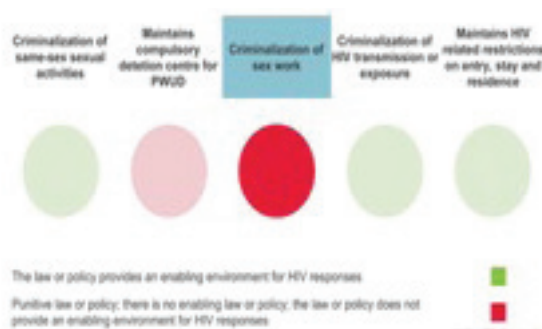 Criminalization of
same-sex sexual
activities
Maintains
compulsory
detetion centre for
PWUD
Criminalization of
sex work
Criminalization of
HIV transmission or
exposure
Maintains HIV
related restrictions
on entry, stay and
residence
The law or policy provides an enabling environment for HIV responses
Punitive law or policy; there is no enabling law or policy; the law or policy does not
provide an enabling environment for HIV responses